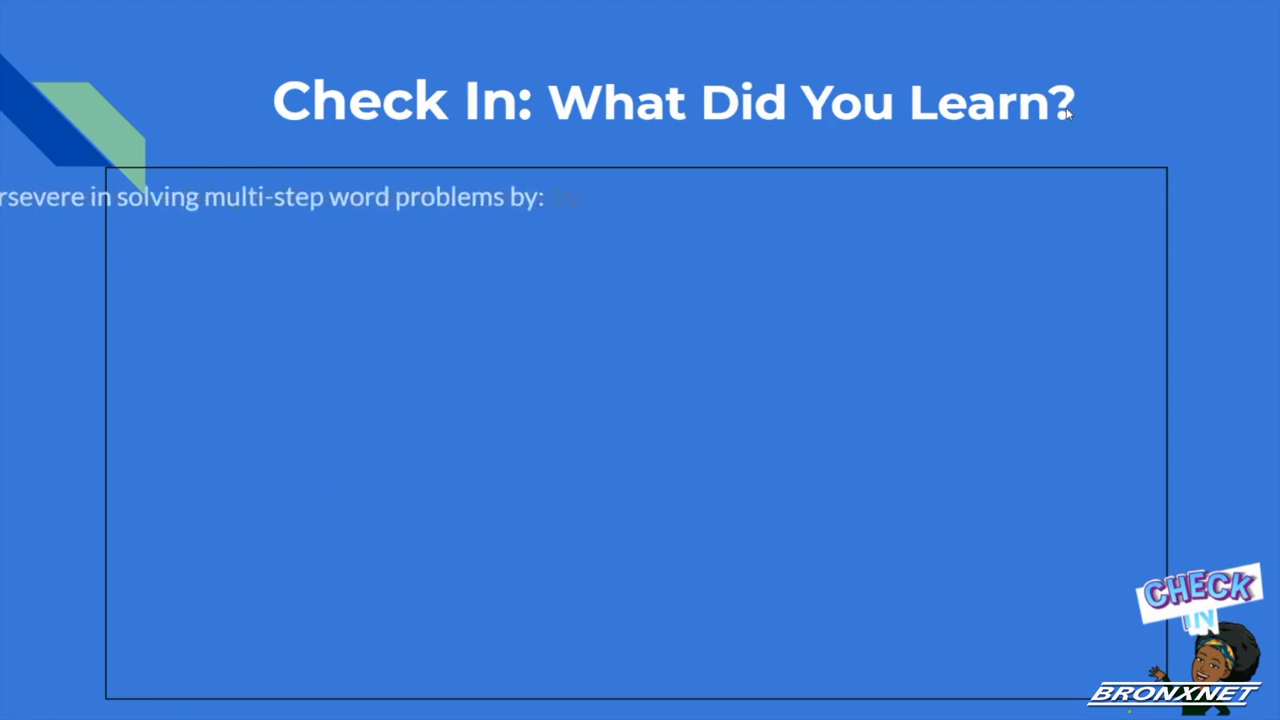 Check In: What Did You Learn?
rsevere in solving multi-step word problems by:
CHECK
IN
BRONXNET